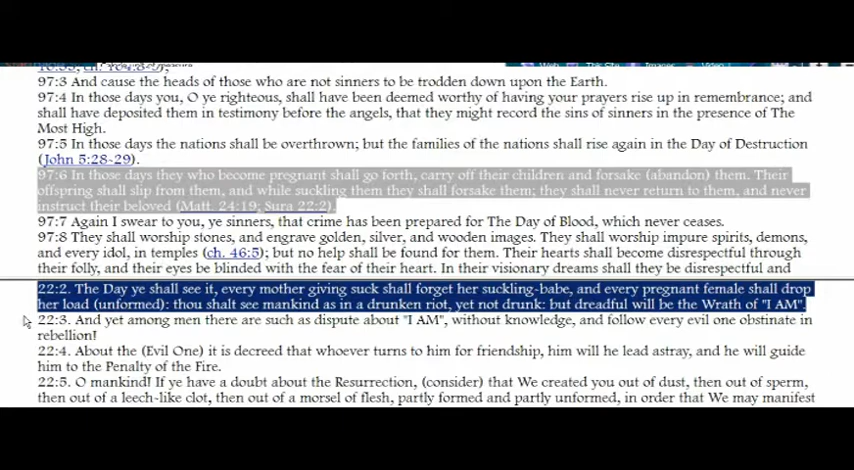 97:3 And cause the heads of those who are not sinners to be trodden down upon the Earth.
97:4 In those days you, O ye righteous, shall have been deemed worthy of having your prayers rise up in remembrance; and
shall have deposited them in testimony before the angels, that they might record the sins of sinners in the presence of The
Most High.
97:5 In those days the nations shall be overthrown; but the families of the nations shall rise again in the Day of Destruction
(John 5:28-29).
97:6 In those days they who become pregnant shall go forth, carry off their children and forsake (abandon) them. Their
offspring shall slip from them, and while suckling them they shall forsake them; they shall never return to them, and never
instruct their beloved (Matt. 24:19; Sura 22:2).
97:7 Again I swear to you, ye sinners, that crime has been prepared for The Day of Blood, which never ceases.
97:8 They shall worship stones, and engrave golden, silver, and wooden images. They shall worship impure spirits, demons,
and every idol, in temples (ch. 46:5); but no help shall be found for them. Their hearts shall become disrespectful through
their folly, and their eyes be blinded with the fear of their heart. In their visionary dreams shall they be disrespectful and
22:2. The Day ye shall see it, every mother giving suck shall forget her suckling-babe, and every pregnant female shall drop
her load (unformed): thou shalt see mankind as in a drunken riot, yet not drunk: but dreadful will be the Wrath of "I AM".
22:3. And yet among men there are such as dispute about "I AM", without knowledge, and follow every evil one obstinate in
rebellion!
22:4. About the (Evil One) it is decreed that whoever turns to him for friendship, him will he lead astray, and he will guide
him to the Penalty of the Fire.
22:5. O mankind! If ye have a doubt about the Resurrection, (consider) that We created you out of dust, then out of sperm,
then out of a leech-like clot, then out of a morsel of flesh, partly formed and partly unformed, in order that We may manifest